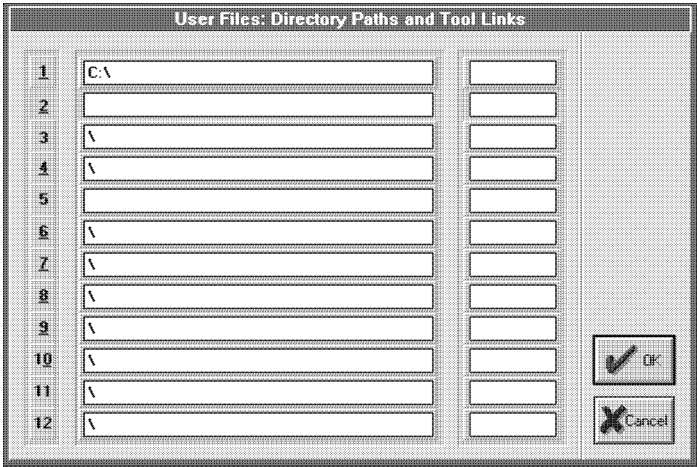 User Files: Directory Paths and Tool Links
1 C:\
2
3 \
4 \
5
6 \
7 \
8 \
9 \
10 \
11 \
12 \
OK
Cancel